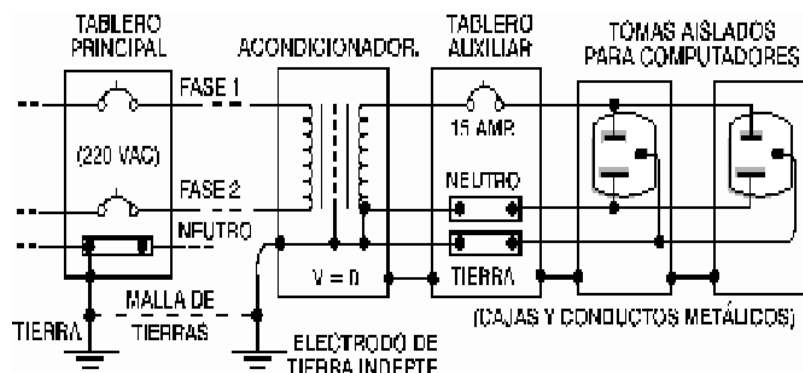 TABLERO
PRINCIPAL
ACONDICIONADOR.
TABLERO
AUXILIAR
TOMAS AISLADOS
PARA COMPUTADORES
FASE 1
15 AMP.
(220 VAC)
FASE 2
NEUTRO
NEUTRO
V = 0
TIERRA
MALLA DE
TIERRAS
TIERRA
(CAJAS Y CONDUCTOS METÁLICOS)
ELECTRODO DE
TIERRA INDEPTE